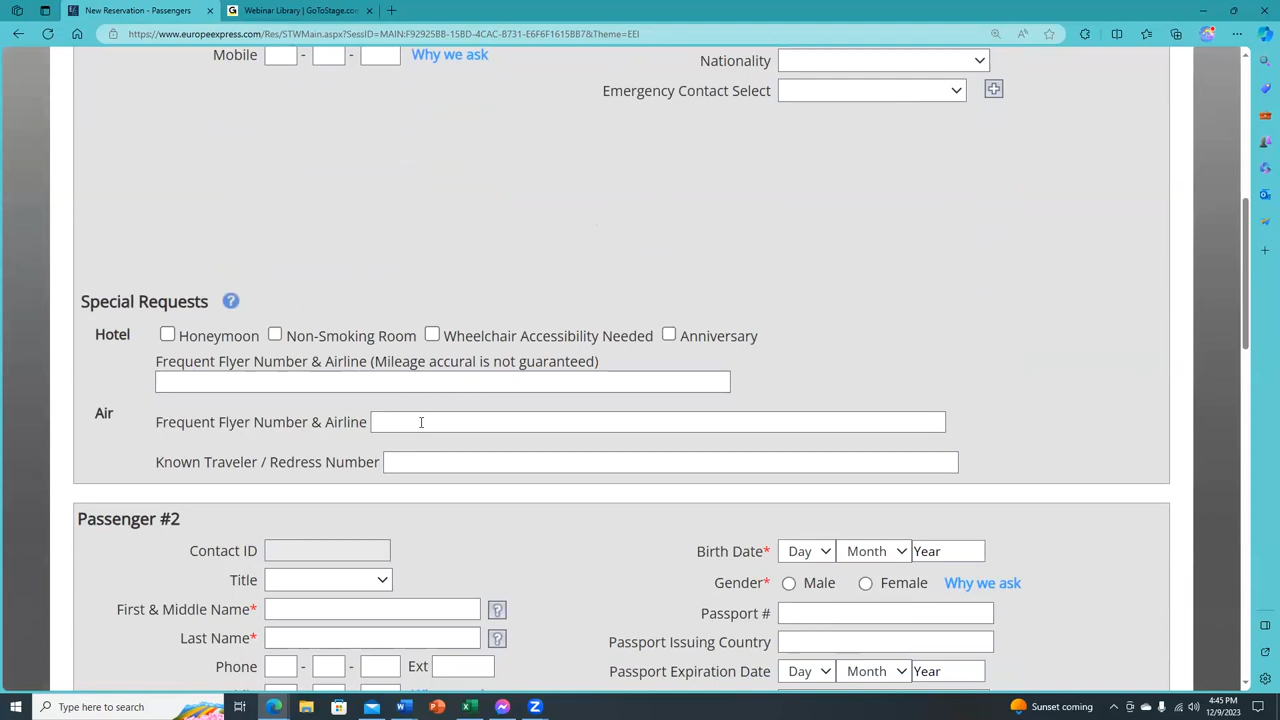 New Reservation - Passengers
Webinar Library | GoToStage.com
https://www.europeexpress.com/Res/STWMain.aspx?SessID=MAIN:F92925BB-15BD-4CAC-8731-E6F6F1615BB7&Theme=EEI
Mobile - - Why we ask
Nationality
Emergency Contact Select
Special Requests ?
Hotel Honeymoon Non-Smoking Room Wheelchair Accessibility Needed Anniversary
Frequent Flyer Number & Airline (Mileage accural is not guaranteed)
Air
Frequent Flyer Number & Airline
Known Traveler / Redress Number
Passenger #2
Contact ID
Birth Date* Day Month Year
Title
Gender* Male Female Why we ask
First & Middle Name* ?
Passport #
Last Name* ?
Passport Issuing Country
Phone - - Ext
Passport Expiration Date Day Month Year
Type here to search
Sunset coming
4:45 PM
12/9/2023